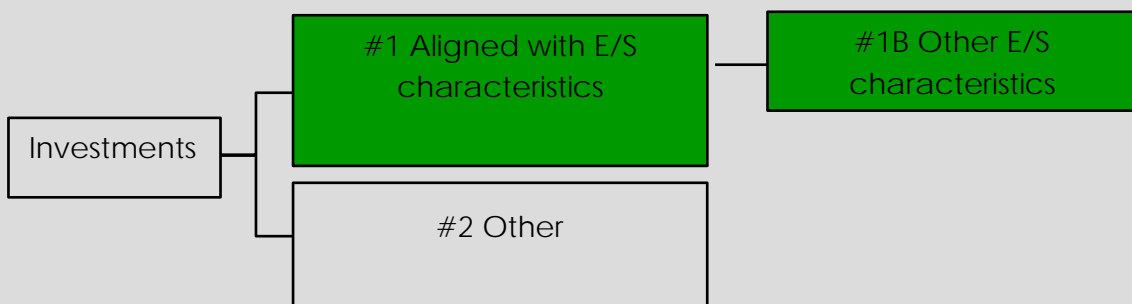 #1 Aligned with E/S
characteristics
#1B Other E/S
characteristics
Investments
#2 Other